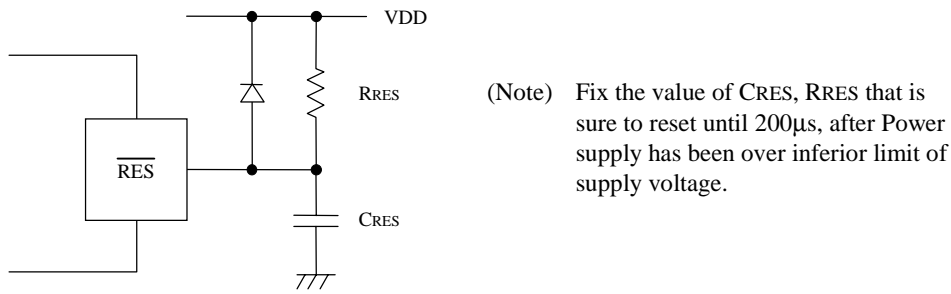 VDD
RRES
(Note) Fix the value of CRES, RRES that is
sure to reset until 200μs, after Power
supply has been over inferior limit of
supply voltage.
RES
CRES